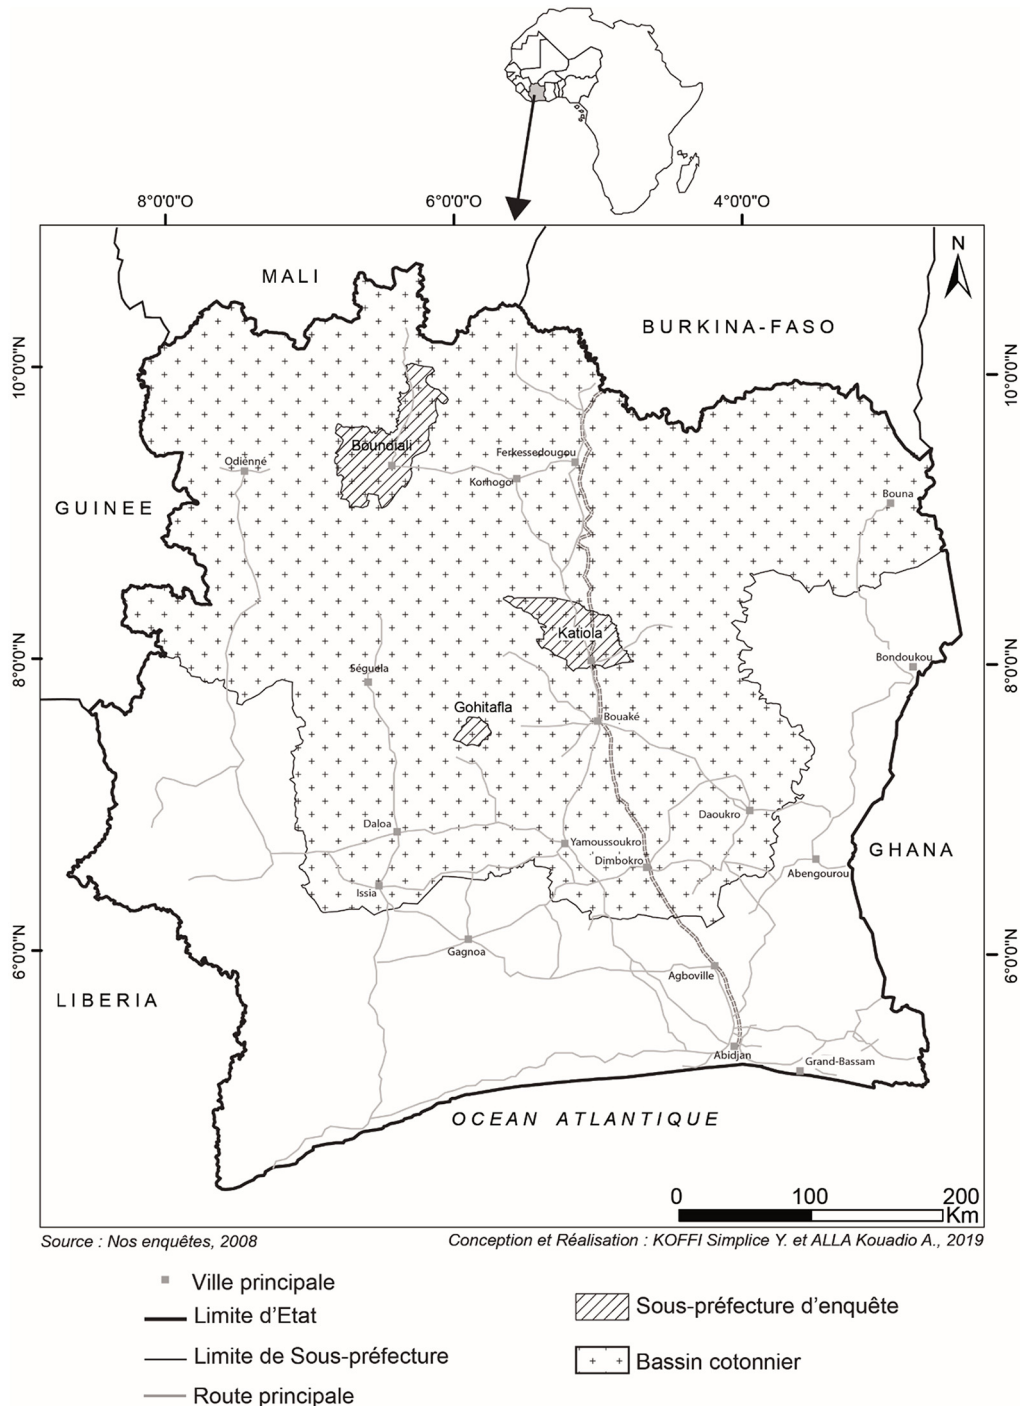 8°0'0"O 6°0'0"O 4°0'0"O
N
MALI
BURKINA-FASO
10°0'0"N 10°0'0"N
Boundiali
Ferkessedougou
Odienné
Korhogo
Bouna
GUINEE
Katiola
8°0'0"N 8°0'0"N
Bondoukou
Séguela
Gohitafla
Bouaké
Daoukro
Daloa
Yamoussoukro
GHANA
Dimbokro
Abengourou
Issia
6°0'0"N 6°0'0"N
Gagnoa
Agboville
LIBERIA
Abidjan
Grand-Bassam
OCEAN ATLANTIQUE
0 100 200
Km
Source : Nos enquêtes, 2008
Conception et Réalisation : KOFFI Simplice Y. et ALLA Kouadio A., 2019
Ville principale
Limite d'Etat
Sous-préfecture d'enquête
Limite de Sous-préfecture
Bassin cotonnier
Route principale